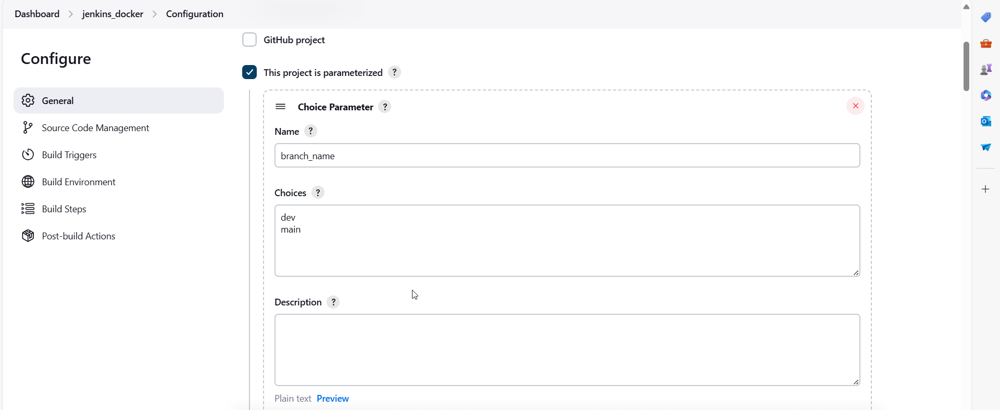 Dashboard > jenkins_docker > Configuration
Configure
General
Source Code Management
Build Triggers
Build Environment
Build Steps
Post-build Actions
GitHub project
This project is parameterized ?
Choice Parameter ?
Name ?
branch_name
Choices ?
dev
main
Description ?
Plain text Preview